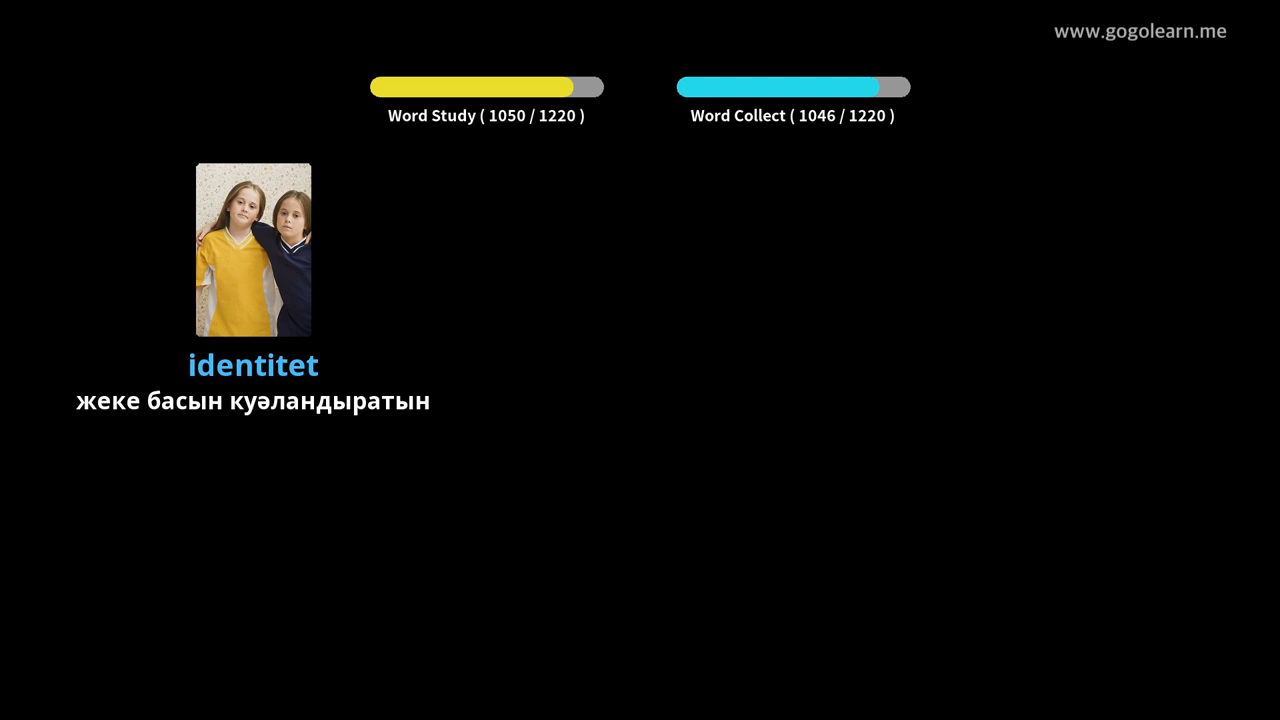 www.gogolearn.me
Word Study ( 1050 / 1220 )
Word Collect ( 1046 / 1220 )
identitet
жеке басын куәландыратын